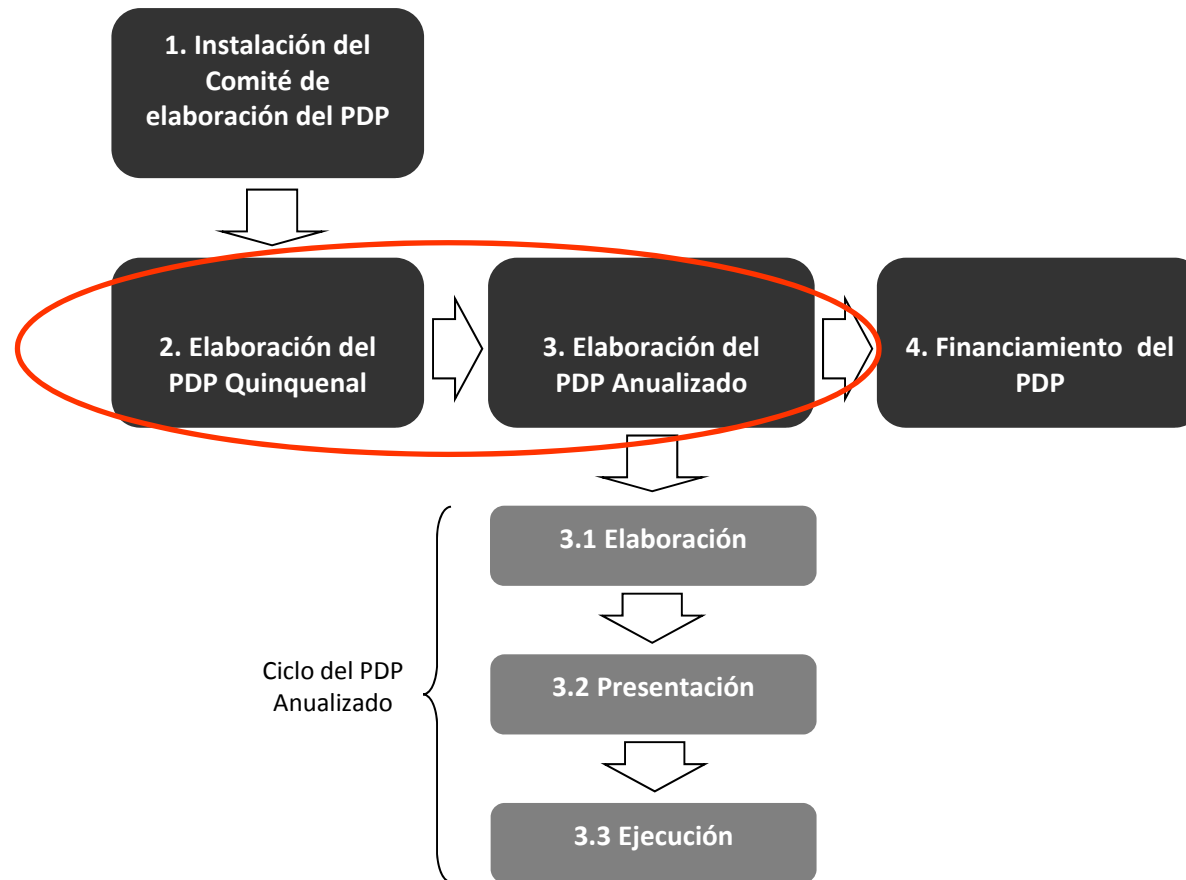 1. Instalación del
Comité de
elaboración del PDP
2. Elaboración del
PDP Quinquenal
3. Elaboración del
PDP Anualizado
4. Financiamiento del
PDP
3.1 Elaboración
Ciclo del PDP
Anualizado
3.2 Presentación
3.3 Ejecución